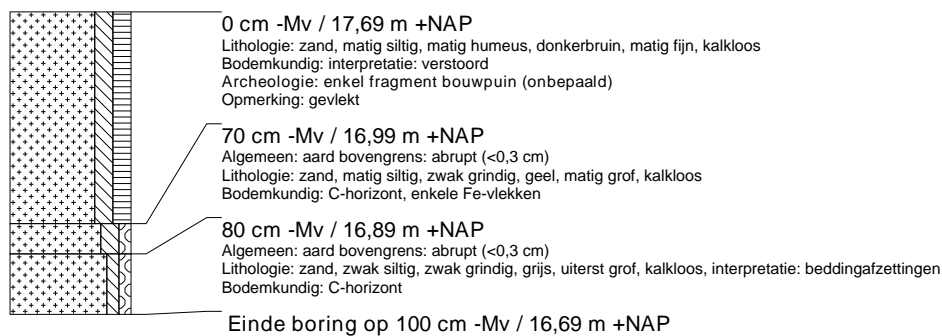 0 cm -Mv / 17,69 m +NAP
Lithologie: zand, matig siltig, matig humeus, donkerbruin, matig fijn, kalkloos
Bodemkundig: interpretatie: verstoord
Archeologie: enkel fragment bouwpuin (onbepaald)
Opmerking: gevlekt
70 cm -Mv / 16,99 m +NAP
Algemeen: aard bovengrens: abrupt (<0,3 cm)
Lithologie: zand, matig siltig, zwak grindig, geel, matig grof, kalkloos
Bodemkundig: C-horizont, enkele Fe-vlekken
80 cm -Mv / 16,89 m +NAP
Algemeen: aard bovengrens: abrupt (<0,3 cm)
Lithologie: zand, zwak siltig, zwak grindig, grijs, uiterst grof, kalkloos, interpretatie: beddingafzettingen
Bodemkundig: C-horizont
Einde boring op 100 cm -Mv / 16,69 m +NAP